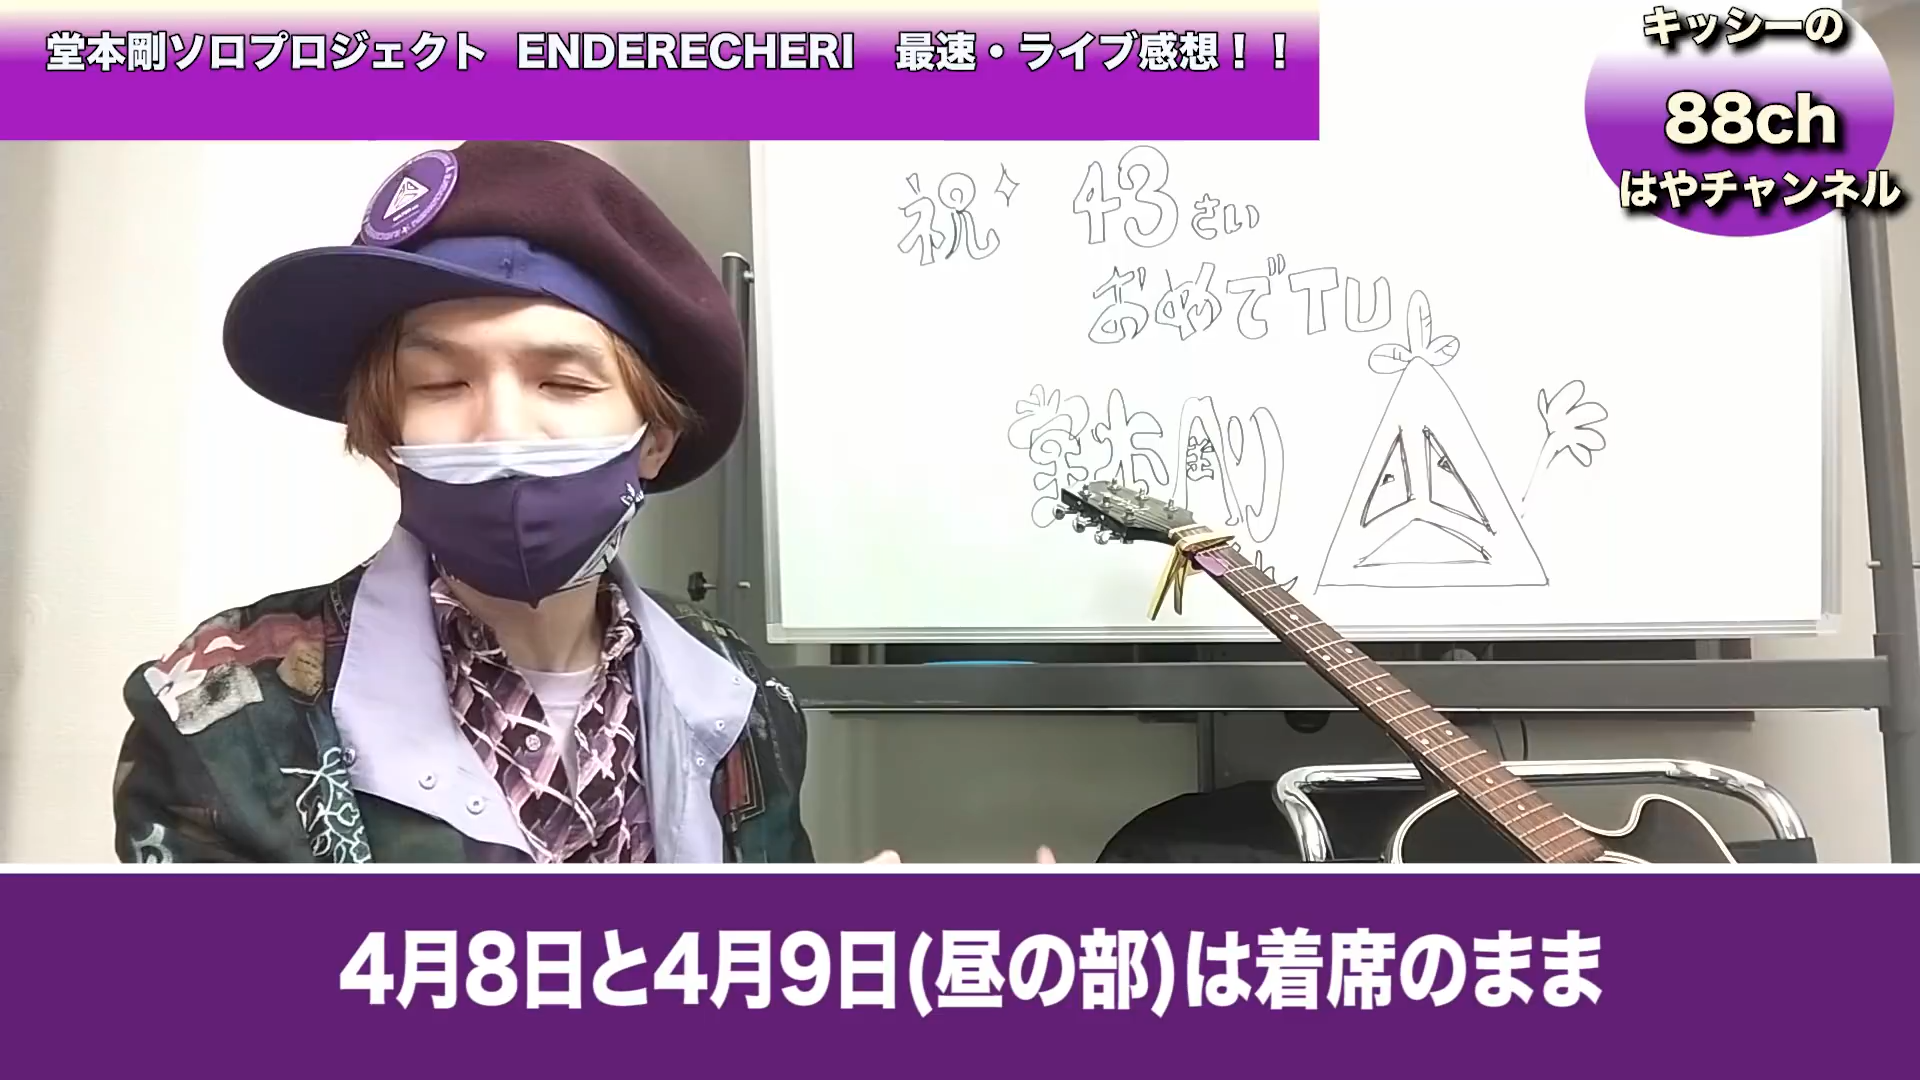 堂本剛ソロプロジェクト ENDERECHERI 最速・ライブ感想！！
キッシーの
88ch
はやチャンネル
祝 43さい
おめでTU
堂本剛
4月8日と4月9日(昼の部)は着席のまま